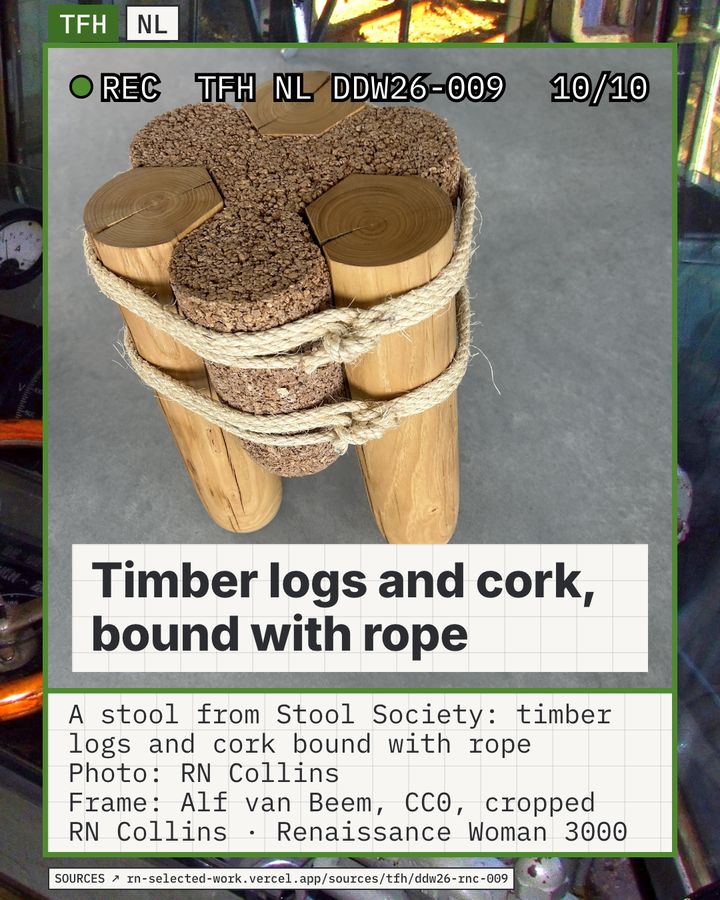 TFH NL
REC TFH NL DDW26-009 10/10
Timber logs and cork,
bound with rope
A stool from Stool Society: timber
logs and cork bound with rope
Photo: RN Collins
Frame: Alf van Beem, CC0, cropped
RN Collins · Renaissance Woman 3000
SOURCES ↗ rn-selected-work.vercel.app/sources/tfh/ddw26-rnc-009